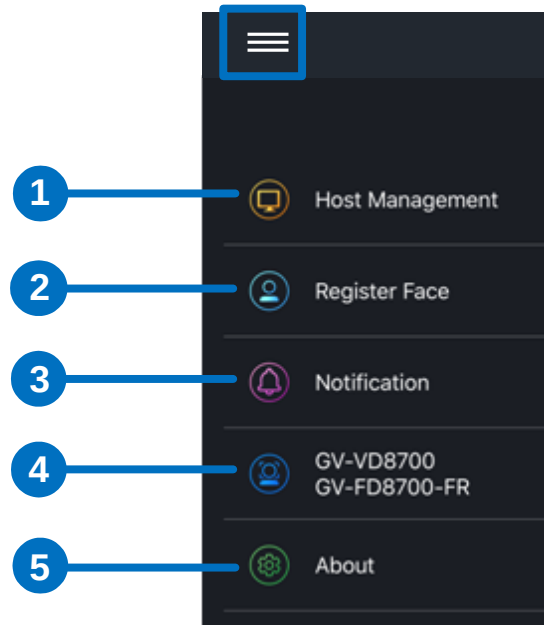 1
Host Management
2
Register Face
3
Notification
4
GV-VD8700
GV-FD8700-FR
5
About